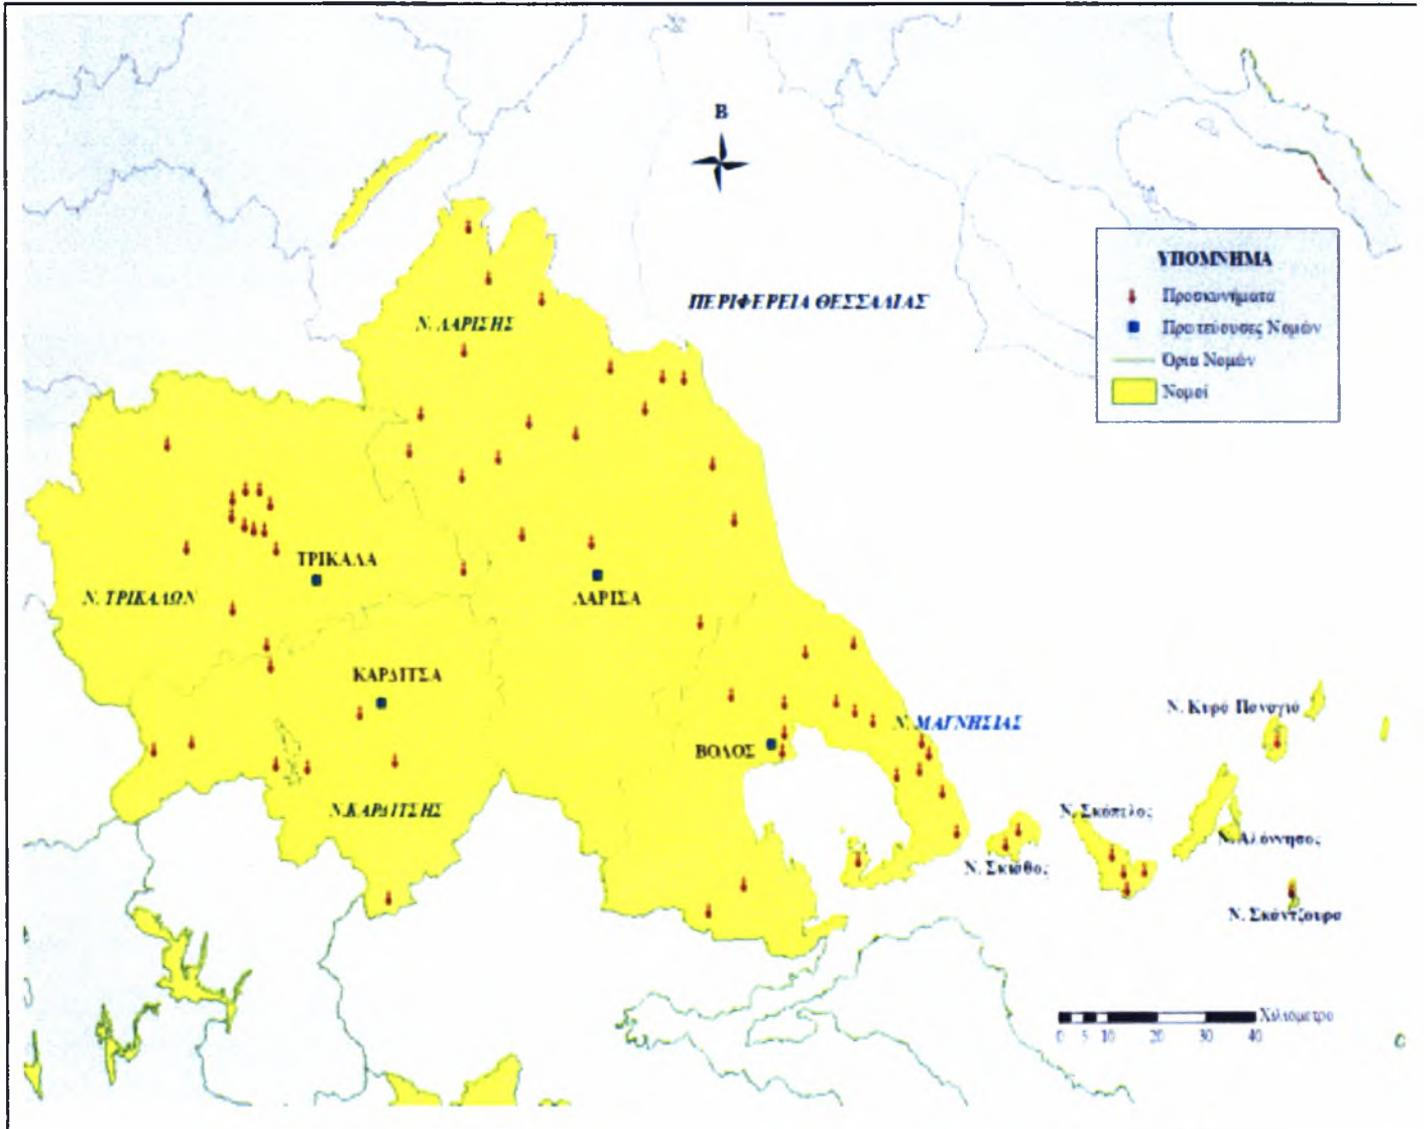 Β
ΥΠΟΜΝΗΜΑ
Προσκυνήματα
Πρωτεύουσες Νομών
Όρια Νομών
Νομοί
ΠΕΡΙΦΕΡΕΙΑ ΘΕΣΣΑΛΙΑΣ
Ν. ΛΑΡΙΣΗΣ
ΤΡΙΚΑΛΑ
Ν. ΤΡΙΚΑΛΩΝ
ΛΑΡΙΣΑ
ΚΑΡΔΙΤΣΑ
Ν. ΜΑΓΝΗΣΙΑΣ
Ν. Κυρά Παναγιά
ΒΟΛΟΣ
Ν.ΚΑΡΔΙΤΣΗΣ
Ν. Σκόπελος
Ν. Αλόννησος
Ν. Σκιάθος
Ν. Σκάντζουρα
Χιλιόμετρα
0 5 10 20 30 40